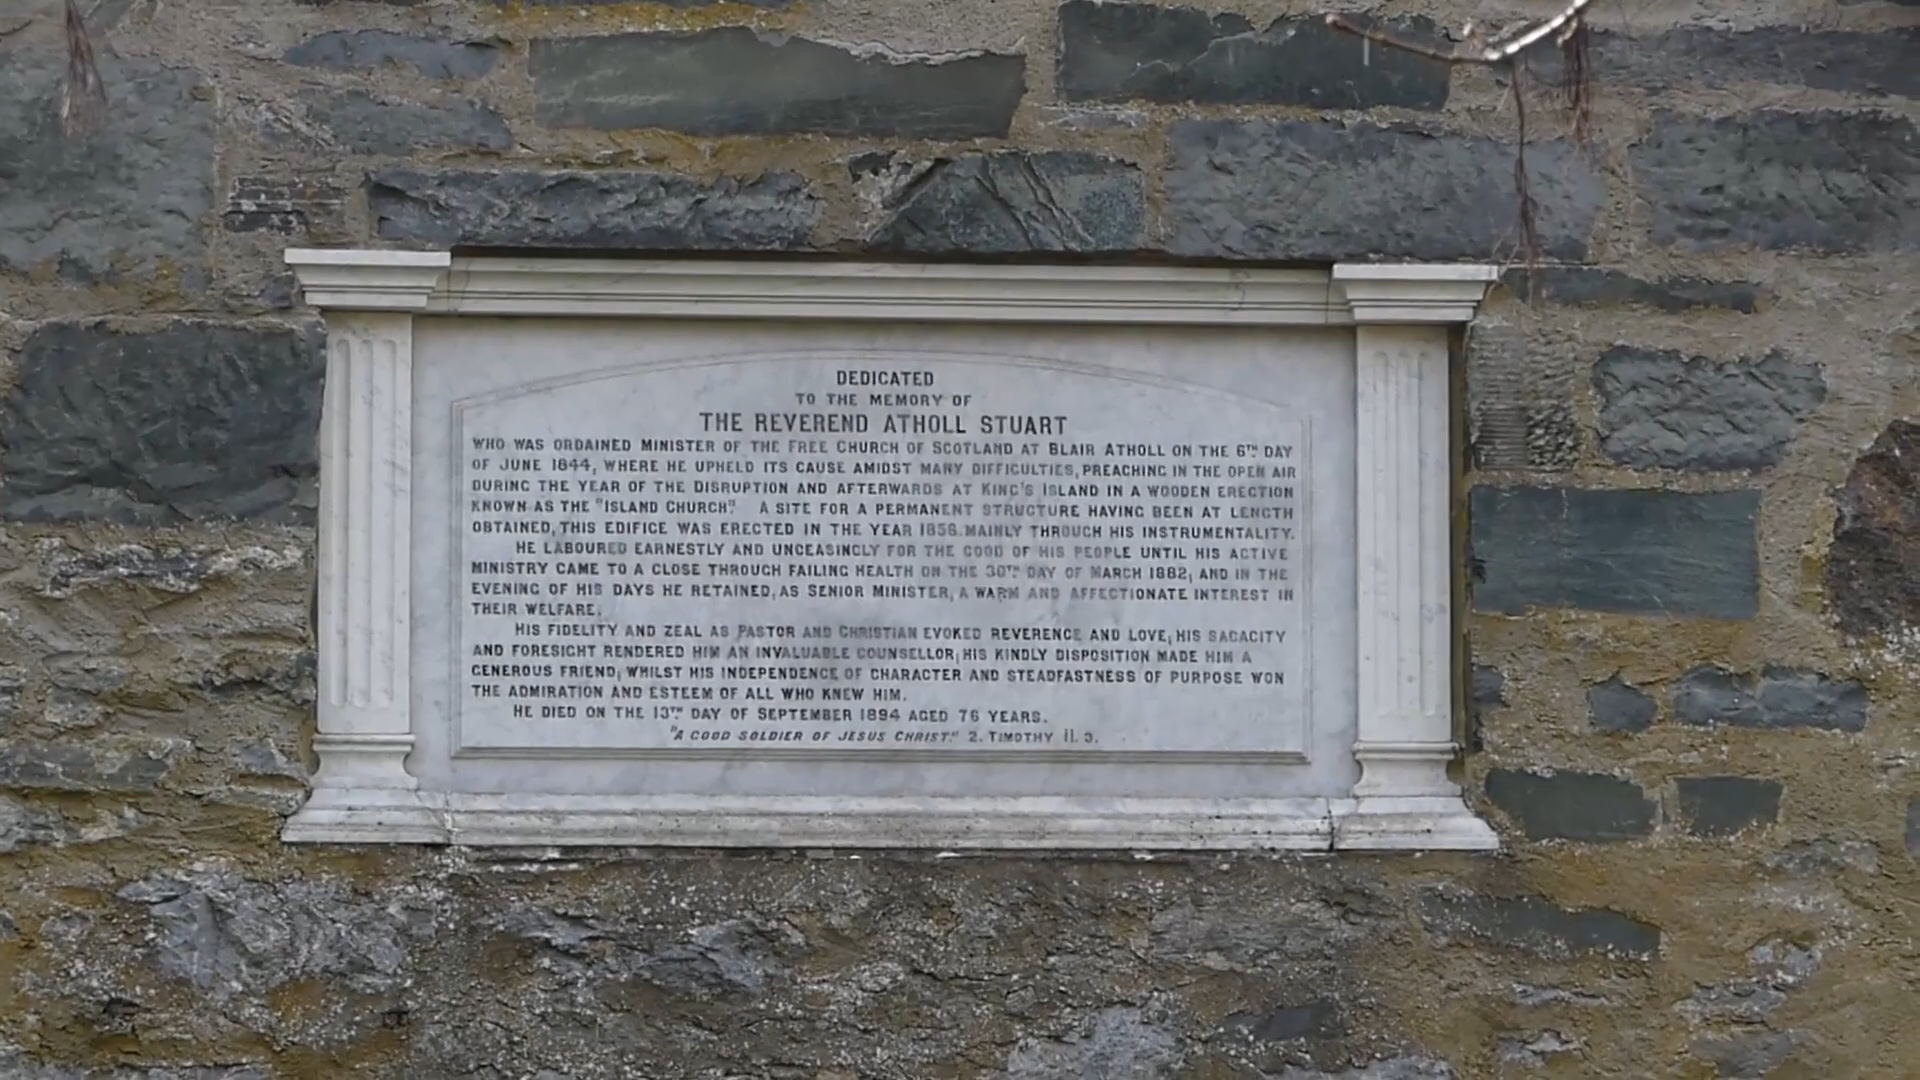 DEDICATED
TO THE MEMORY OF
THE REVEREND ATHOLL STUART
WHO WAS ORDAINED MINISTER OF THE FREE CHURCH OF SCOTLAND AT BLAIR ATHOLL ON THE 6TH DAY
OF JUNE 1844, WHERE HE UPHELD ITS CAUSE AMIDST MANY DIFFICULTIES, PREACHING IN THE OPEN AIR
DURING THE YEAR OF THE DISRUPTION AND AFTERWARDS AT KING'S ISLAND IN A WOODEN ERECTION
KNOWN AS THE "ISLAND CHURCH". A SITE FOR A PERMANENT STRUCTURE HAVING BEEN AT LENGTH
OBTAINED, THIS EDIFICE WAS ERECTED IN THE YEAR 1856 MAINLY THROUGH HIS INSTRUMENTALITY.
HE LABOURED EARNESTLY AND UNCEASINGLY FOR THE GOOD OF HIS PEOPLE UNTIL HIS ACTIVE
MINISTRY CAME TO A CLOSE THROUGH FAILING HEALTH ON THE 30TH DAY OF MARCH 1882, AND IN THE
EVENING OF HIS DAYS HE RETAINED, AS SENIOR MINISTER, A WARM AND AFFECTIONATE INTEREST IN
THEIR WELFARE.
HIS FIDELITY AND ZEAL AS PASTOR AND CHRISTIAN EVOKED REVERENCE AND LOVE, HIS SAGACITY
AND FORESIGHT RENDERED HIM AN INVALUABLE COUNSELLOR, HIS KINDLY DISPOSITION MADE HIM A
GENEROUS FRIEND, WHILST HIS INDEPENDENCE OF CHARACTER AND STEADFASTNESS OF PURPOSE WON
THE ADMIRATION AND ESTEEM OF ALL WHO KNEW HIM.
HE DIED ON THE 13TH DAY OF SEPTEMBER 1894 AGED 76 YEARS.
"A GOOD SOLDIER OF JESUS CHRIST." 2. TIMOTHY II. 3.